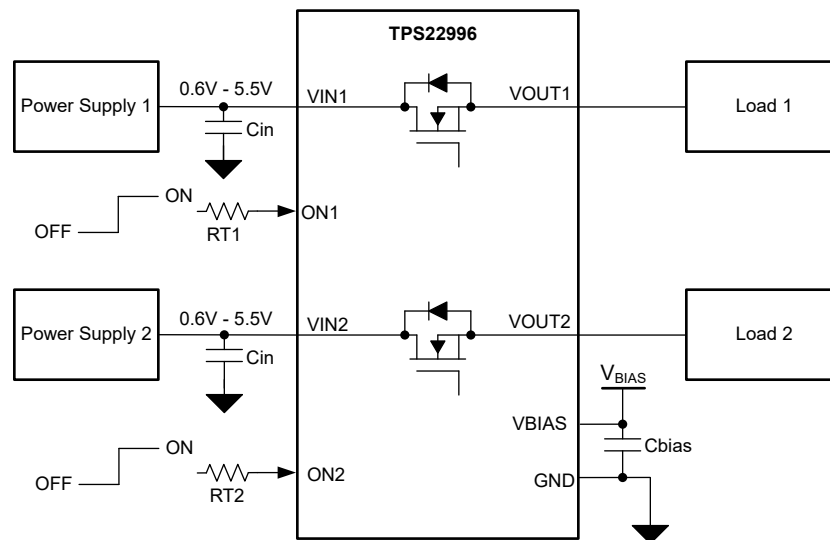 TPS22996
Power Supply 1
0.6V - 5.5V
VIN1
VOUT1
Load 1
Cin
ON
OFF
RT1
ON1
Power Supply 2
0.6V - 5.5V
VIN2
VOUT2
Load 2
Cin
VBIAS
VBIAS
Cbias
ON
OFF
RT2
ON2
GND